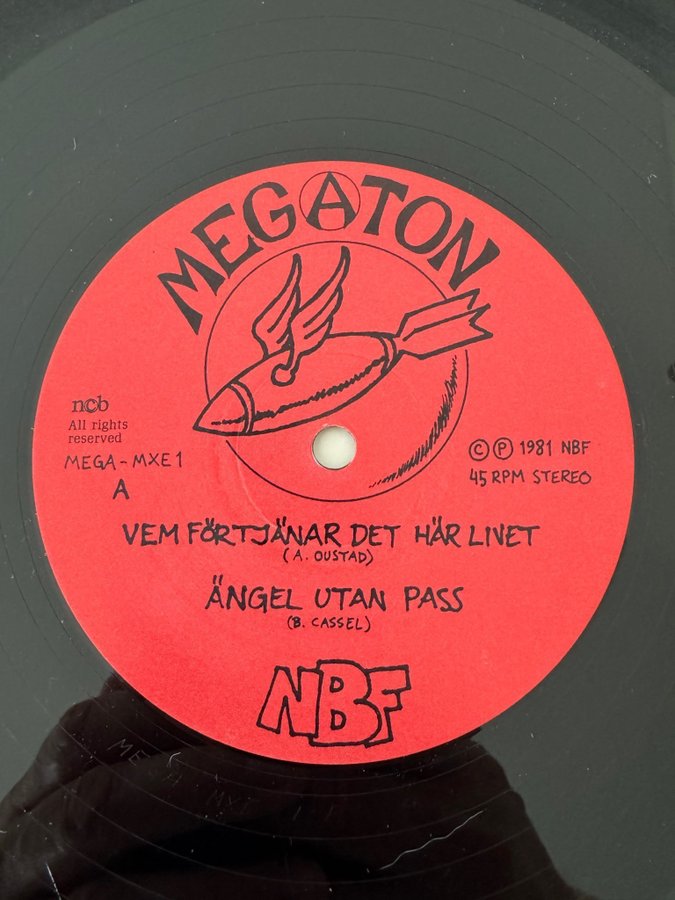 MEGATON
ncb
All rights
reserved
MEGA-MXE1
A
© ℗ 1981 NBF
45 RPM STEREO
VEM FÖRTJÄNAR DET HÄR LIVET
(A. OUSTAD)
ÄNGEL UTAN PASS
(B. CASSEL)
NBF